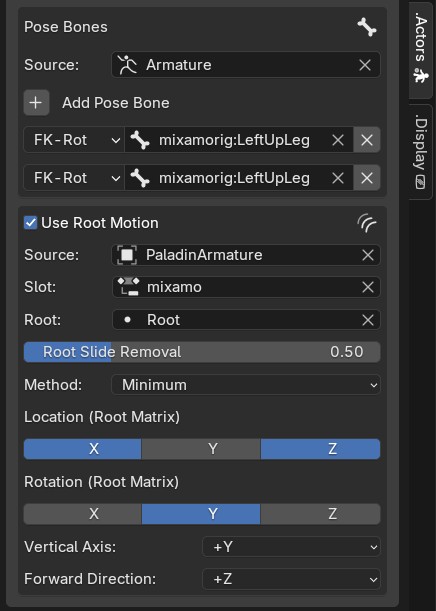 Pose Bones
Source: Armature
+ Add Pose Bone
FK-Rot mixamorig:LeftUpLeg
FK-Rot mixamorig:LeftUpLeg
Use Root Motion
Source: PaladinArmature
Slot: mixamo
Root: Root
Root Slide Removal 0.50
Method: Minimum
Location (Root Matrix)
X Y Z
Rotation (Root Matrix)
X Y Z
Vertical Axis: +Y
Forward Direction: +Z
.Actors
.Display